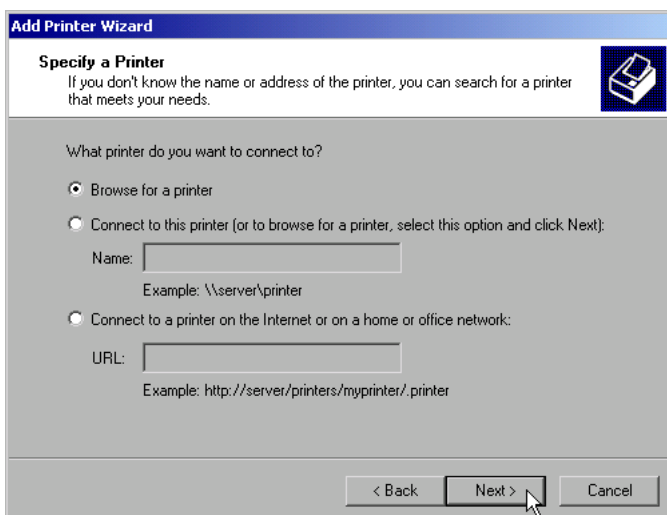 Add Printer Wizard
Specify a Printer
If you don't know the name or address of the printer, you can search for a printer
that meets your needs.
What printer do you want to connect to?
Browse for a printer
Connect to this printer (or to browse for a printer, select this option and click Next):
Name:
Example: \\server\printer
Connect to a printer on the Internet or on a home or office network:
URL:
Example: http://server/printers/myprinter/.printer
< Back Next > Cancel